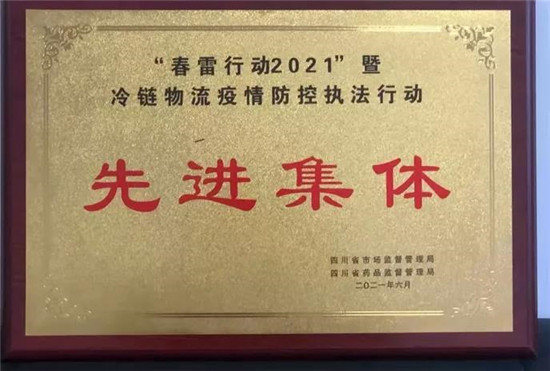 “春雷行动2021”暨
冷链物流疫情防控执法行动
先进集体
四川省市场监督管理局
四川省药品监督管理局
二〇二一年六月